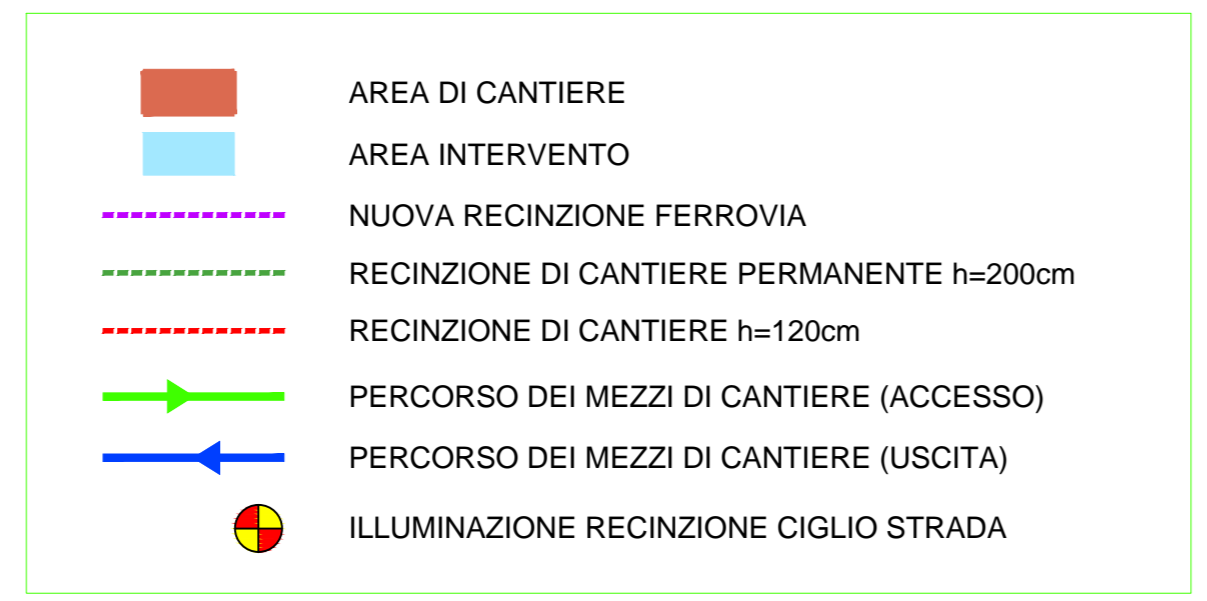 AREA DI CANTIERE
AREA INTERVENTO
NUOVA RECINZIONE FERROVIA
RECINZIONE DI CANTIERE PERMANENTE h=200cm
RECINZIONE DI CANTIERE h=120cm
PERCORSO DEI MEZZI DI CANTIERE (ACCESSO)
PERCORSO DEI MEZZI DI CANTIERE (USCITA)
ILLUMINAZIONE RECINZIONE CIGLIO STRADA